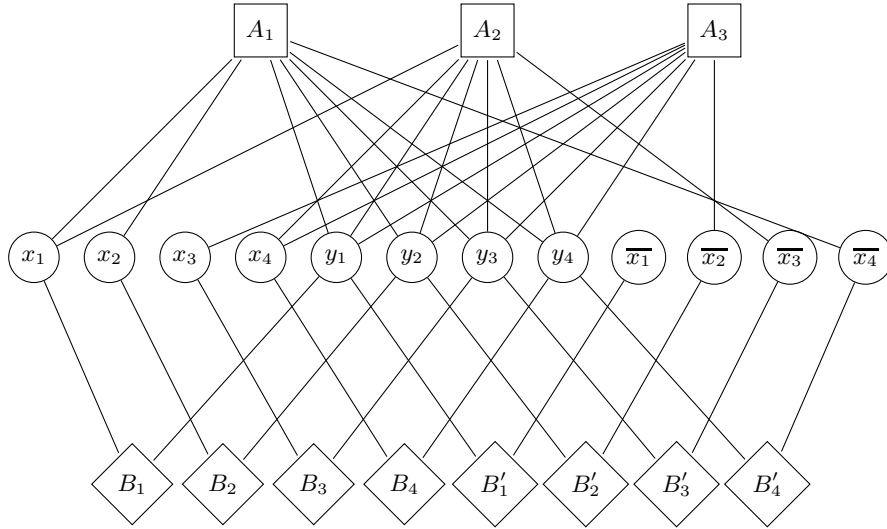 A₁ A₂ A₃
x₁ x₂ x₃ x₄ y₁ y₂ y₃ y₄ x̅₁ x̅₂ x̅₃ x̅₄
B₁ B₂ B₃ B₄ B′₁ B′₂ B′₃ B′₄